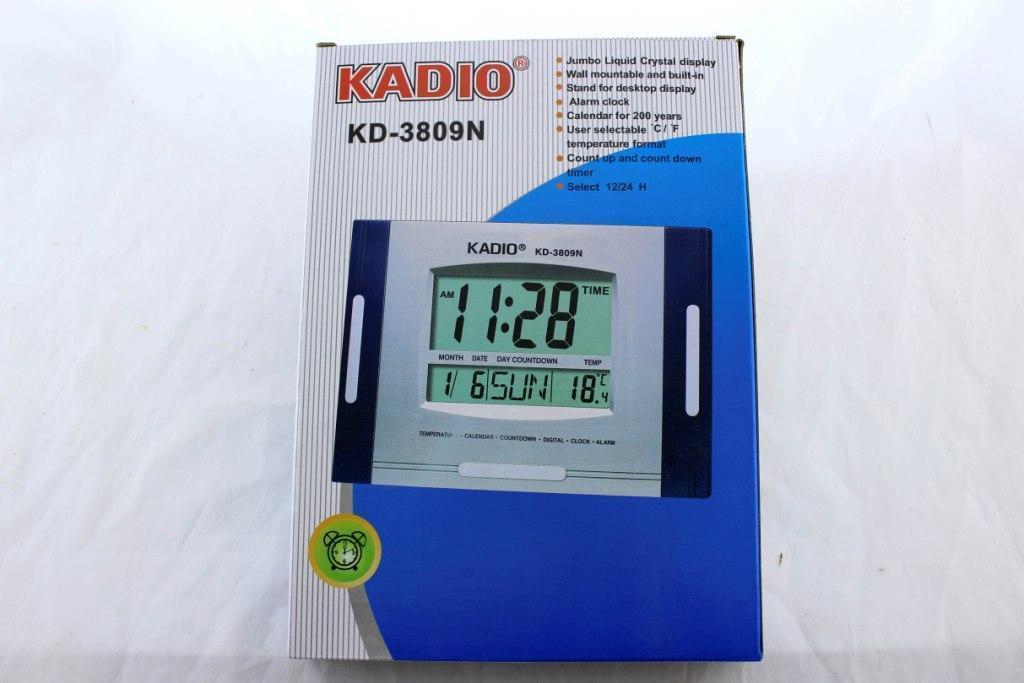 KADIO®
KD-3809N
Jumbo Liquid Crystal display
Wall mountable and built-in
Stand for desktop display
Alarm clock
Calendar for 200 years
User selectable °C/°F
temperature format
Count up and count down
timer
Select 12/24 H
KADIO® KD-3809N
AM 11:28 TIME
MONTH DATE DAY COUNTDOWN TEMP
1/ 6 SUN 18.4 °C
TEMPERATU • CALENDAR • COUNTDOWN • DIGITAL • CLOCK • ALARM